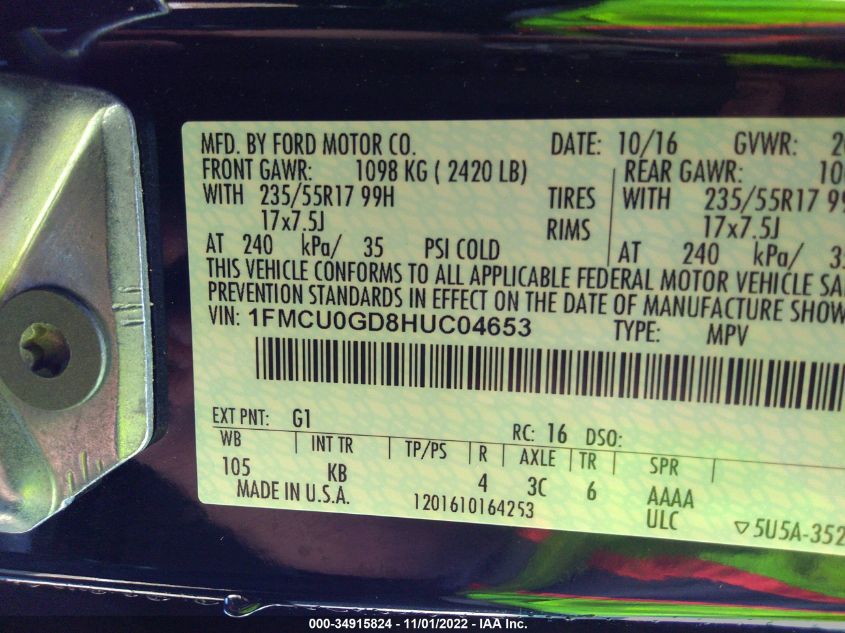 MFD. BY FORD MOTOR CO. DATE: 10/16 GVWR:
FRONT GAWR: 1098 KG ( 2420 LB) REAR GAWR:
WITH 235/55R17 99H TIRES WITH 235/55R17
17x7.5J RIMS 17x7.5J
AT 240 kPa/ 35 PSI COLD AT 240 kPa/
THIS VEHICLE CONFORMS TO ALL APPLICABLE FEDERAL MOTOR VEHICLE
PREVENTION STANDARDS IN EFFECT ON THE DATE OF MANUFACTURE
VIN: 1FMCU0GD8HUC04653 TYPE: MPV
EXT PNT: G1 RC: 16 DSO:
WB INT TR TP/PS R AXLE TR SPR
105 KB 4 3C 6 AAAA
MADE IN U.S.A. 1201610164253 ULC ▽5U5A-352
000-34915824 - 11/01/2022 - IAA Inc.